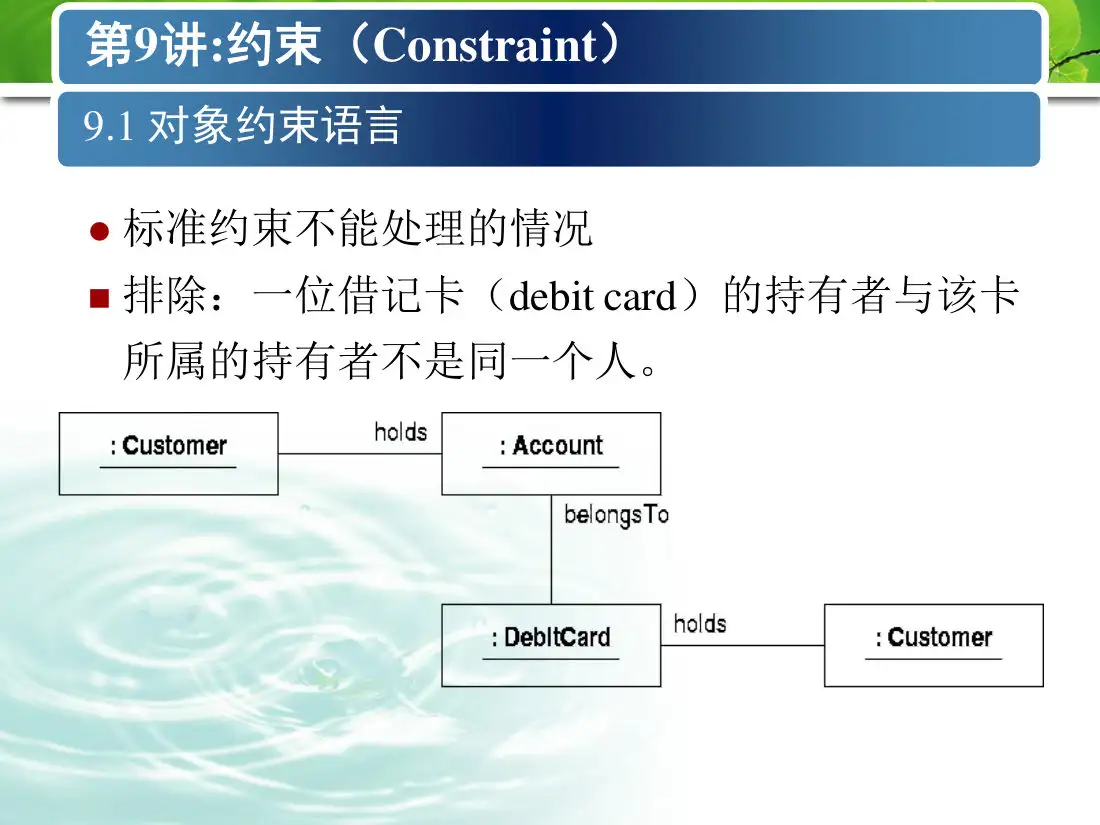 第9讲:约束（Constraint）
9.1 对象约束语言
标准约束不能处理的情况
排除：一位借记卡（debit card）的持有者与该卡
所属的持有者不是同一个人。
: Customer
holds
: Account
belongsTo
: DebitCard
holds
: Customer